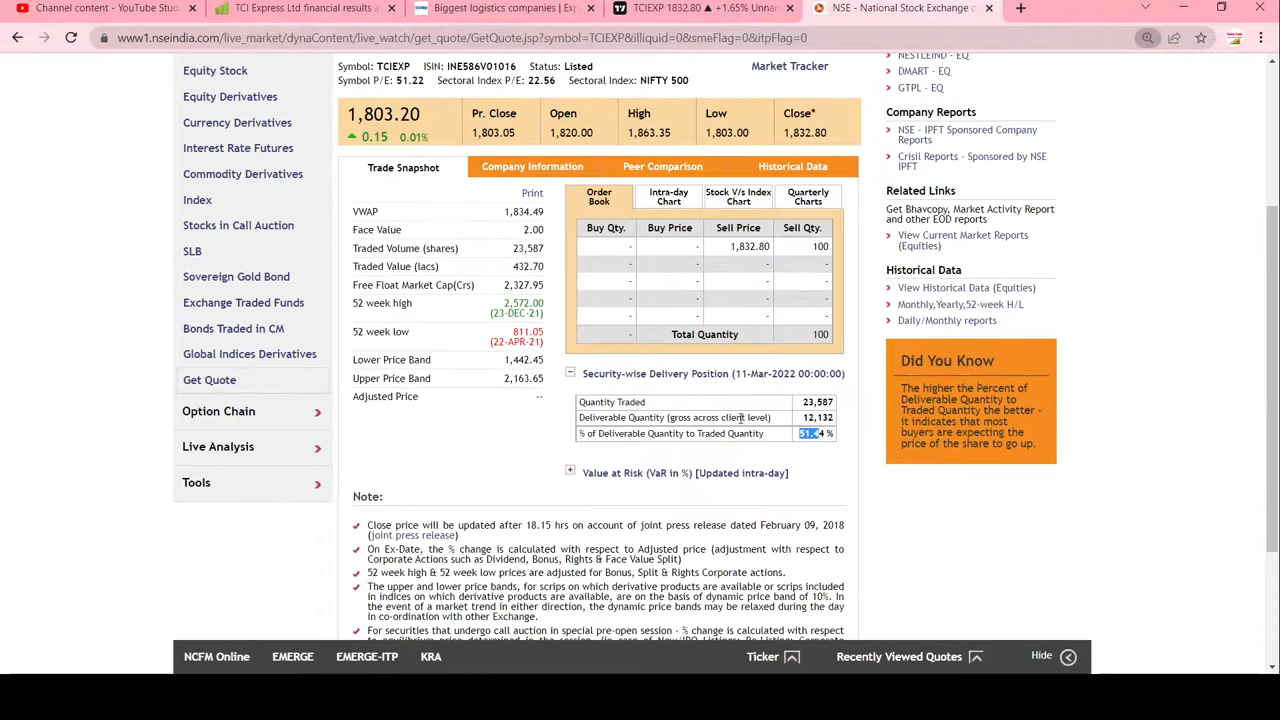 Channel content - YouTube Stud
TCI Express Ltd financial results a
Biggest logistics companies | Exp
TCIEXP 1832.80 ▲ +1.65% Unnan
NSE - National Stock Exchange o
www1.nseindia.com/live_market/dynaContent/live_watch/get_quote/GetQuote.jsp?symbol=TCIEXP&illiquid=0&smeFlag=0&itpFlag=0
Equity Stock
Equity Derivatives
Currency Derivatives
Interest Rate Futures
Commodity Derivatives
Index
Stocks in Call Auction
SLB
Sovereign Gold Bond
Exchange Traded Funds
Bonds Traded in CM
Global Indices Derivatives
Get Quote
Option Chain
Live Analysis
Tools
Symbol: TCIEXP ISIN: INE586V01016 Status: Listed
Market Tracker
Symbol P/E: 51.22 Sectoral Index P/E: 22.56 Sectoral Index: NIFTY 500
1,803.20 Pr. Close Open High Low Close*
▲ 0.15 0.01% 1,803.05 1,820.00 1,863.35 1,803.00 1,832.80
Trade Snapshot Company Information Peer Comparison Historical Data
Print
VWAP 1,834.49
Face Value 2.00
Traded Volume (shares) 23,587
Traded Value (lacs) 432.70
Free Float Market Cap(Crs) 2,327.95
52 week high 2,572.00
(23-DEC-21)
52 week low 811.05
(22-APR-21)
Lower Price Band 1,442.45
Upper Price Band 2,163.65
Adjusted Price --
Order Book
Intra-day Chart
Stock V/s Index Chart
Quarterly Charts
Buy Qty. Buy Price Sell Price Sell Qty.
- - 1,832.80 100
- - - -
- - - -
- - - -
- - - -
- Total Quantity 100
Security-wise Delivery Position (11-Mar-2022 00:00:00)
Quantity Traded 23,587
Deliverable Quantity (gross across client level) 12,132
% of Deliverable Quantity to Traded Quantity 51.44 %
Value at Risk (VaR in %) [Updated intra-day]
Note:
Close price will be updated after 18.15 hrs on account of joint press release dated February 09, 2018
(joint press release)
On Ex-Date, the % change is calculated with respect to Adjusted price (adjustment with respect to
Corporate Actions such as Dividend, Bonus, Rights & Face Value Split)
52 week high & 52 week low prices are adjusted for Bonus, Split & Rights Corporate actions.
The upper and lower price bands, for scrips on which derivative products are available or scrips included
in indices on which derivative products are available, are on the basis of dynamic price band of 10%. In
the event of a market trend in either direction, the dynamic price bands may be relaxed during the day
in co-ordination with other Exchange.
For securities that undergo call auction in special pre-open session - % change is calculated with respect
NESTLEIND - EQ
DMART - EQ
GTPL - EQ
Company Reports
NSE - IPFT Sponsored Company
Reports
Crisil Reports - Sponsored by NSE
IPFT
Related Links
Get Bhavcopy, Market Activity Report
and other EOD reports
View Current Market Reports
(Equities)
Historical Data
View Historical Data (Equities)
Monthly,Yearly,52-week H/L
Daily/Monthly reports
Did You Know
The higher the Percent of
Deliverable Quantity to
Traded Quantity the better -
it indicates that most
buyers are expecting the
price of the share to go up.
NCFM Online EMERGE EMERGE-ITP KRA Ticker Recently Viewed Quotes Hide